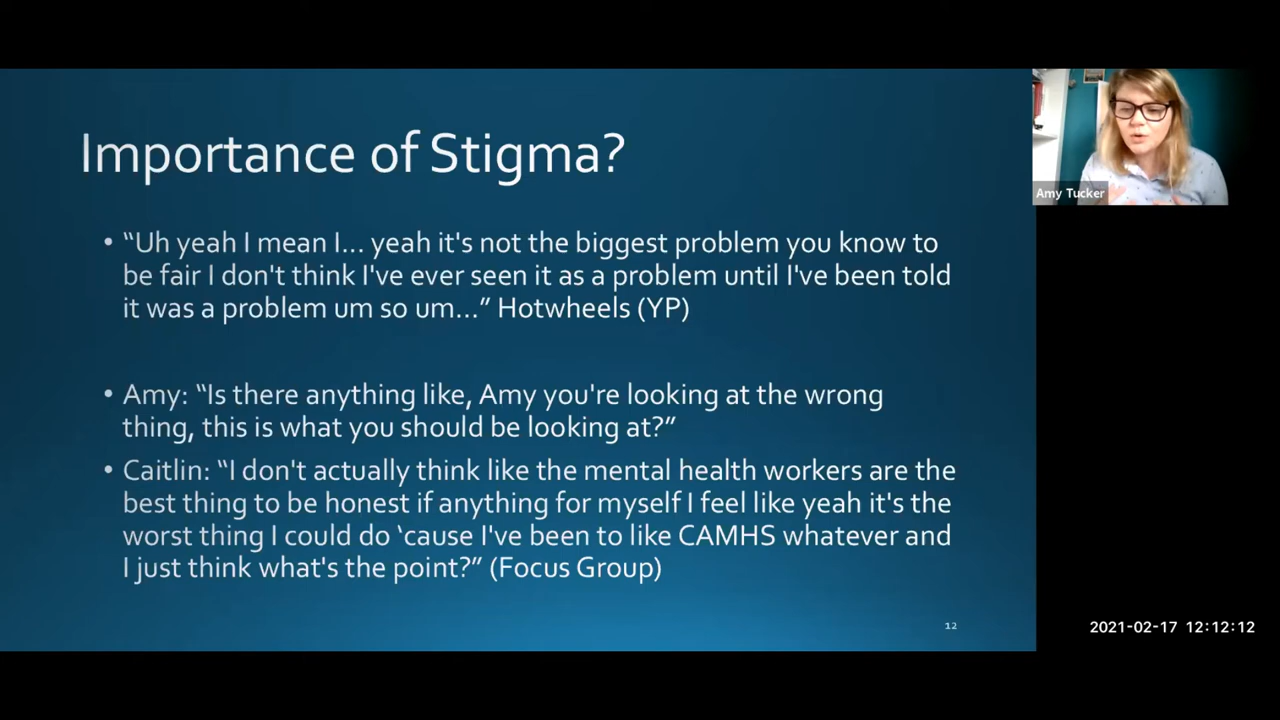 Importance of Stigma?
• “Uh yeah I mean I... yeah it's not the biggest problem you know to
be fair I don't think I've ever seen it as a problem until I've been told
it was a problem um so um...” Hotwheels (YP)
• Amy: “Is there anything like, Amy you're looking at the wrong
thing, this is what you should be looking at?”
• Caitlin: “I don't actually think like the mental health workers are the
best thing to be honest if anything for myself I feel like yeah it's the
worst thing I could do ‘cause I've been to like CAMHS whatever and
I just think what's the point?” (Focus Group)
12
Amy Tucker
2021-02-17 12:12:12